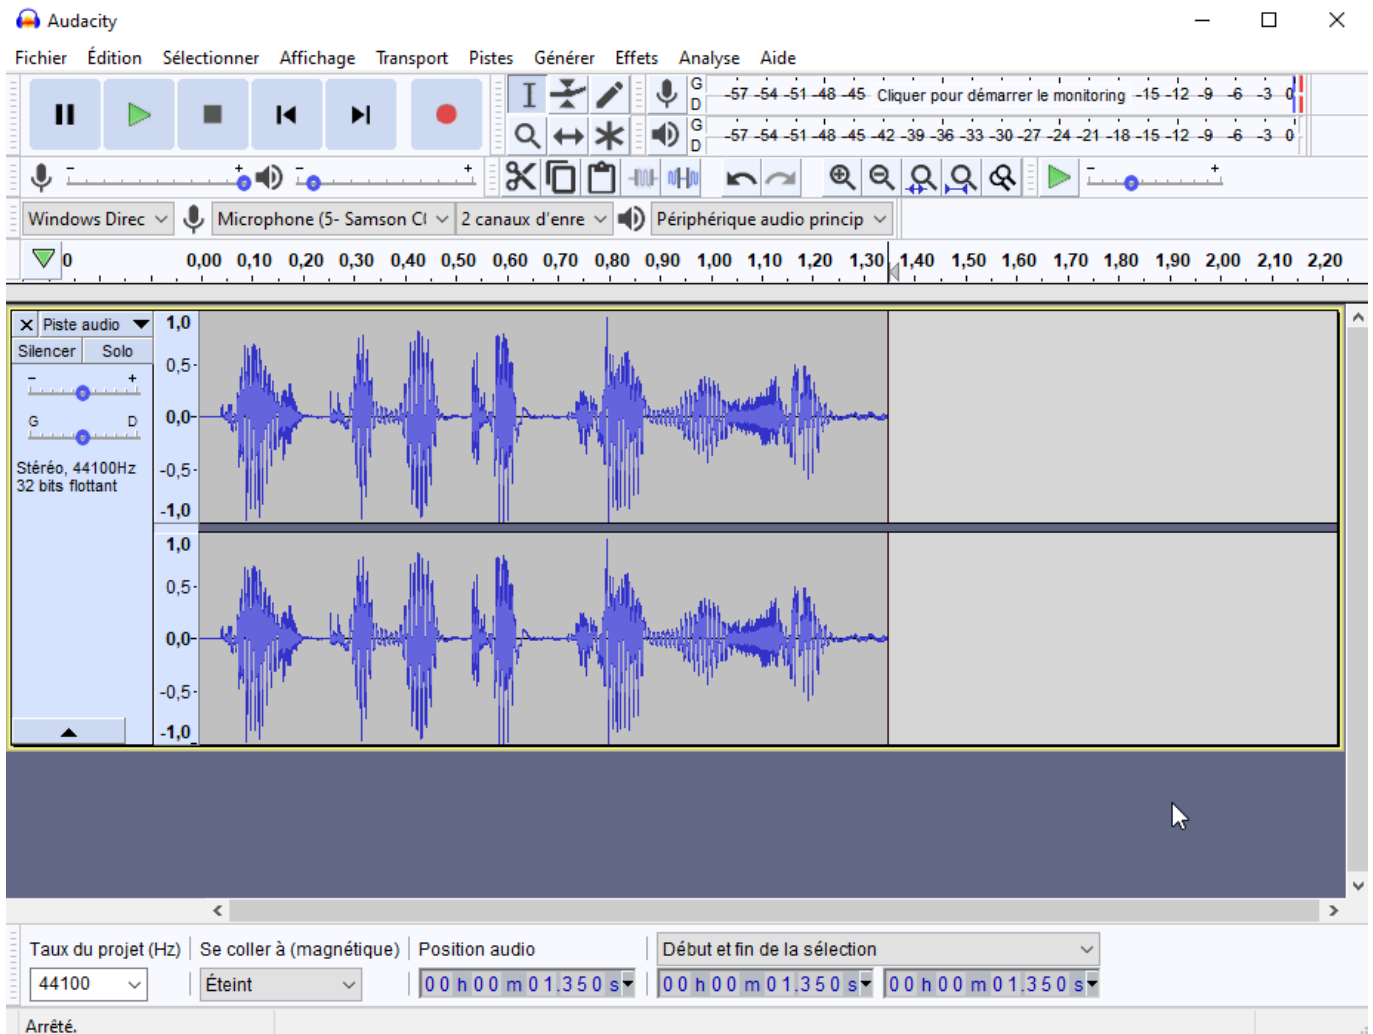 Audacity
Fichier Édition Sélectionner Affichage Transport Pistes Générer Effets Analyse Aide
G
D
-57 -54 -51 -48 -45 Cliquer pour démarrer le monitoring -15 -12 -9 -6 -3 0
G
D
-57 -54 -51 -48 -45 -42 -39 -36 -33 -30 -27 -24 -21 -18 -15 -12 -9 -6 -3 0
- + - +
- +
Windows Direc Microphone (5- Samson C 2 canaux d'enre Périphérique audio princip
0 0,00 0,10 0,20 0,30 0,40 0,50 0,60 0,70 0,80 0,90 1,00 1,10 1,20 1,30 1,40 1,50 1,60 1,70 1,80 1,90 2,00 2,10 2,20
Piste audio
Silencer Solo
- +
G D
Stéréo, 44100Hz
32 bits flottant
1,0
0,5-
0,0-
-0,5-
-1,0
1,0
0,5-
0,0-
-0,5-
-1,0
Taux du projet (Hz) Se coller à (magnétique) Position audio Début et fin de la sélection
44100 Éteint 00 h 00 m 01.350 s 00 h 00 m 01.350 s 00 h 00 m 01.350 s
Arrêté.